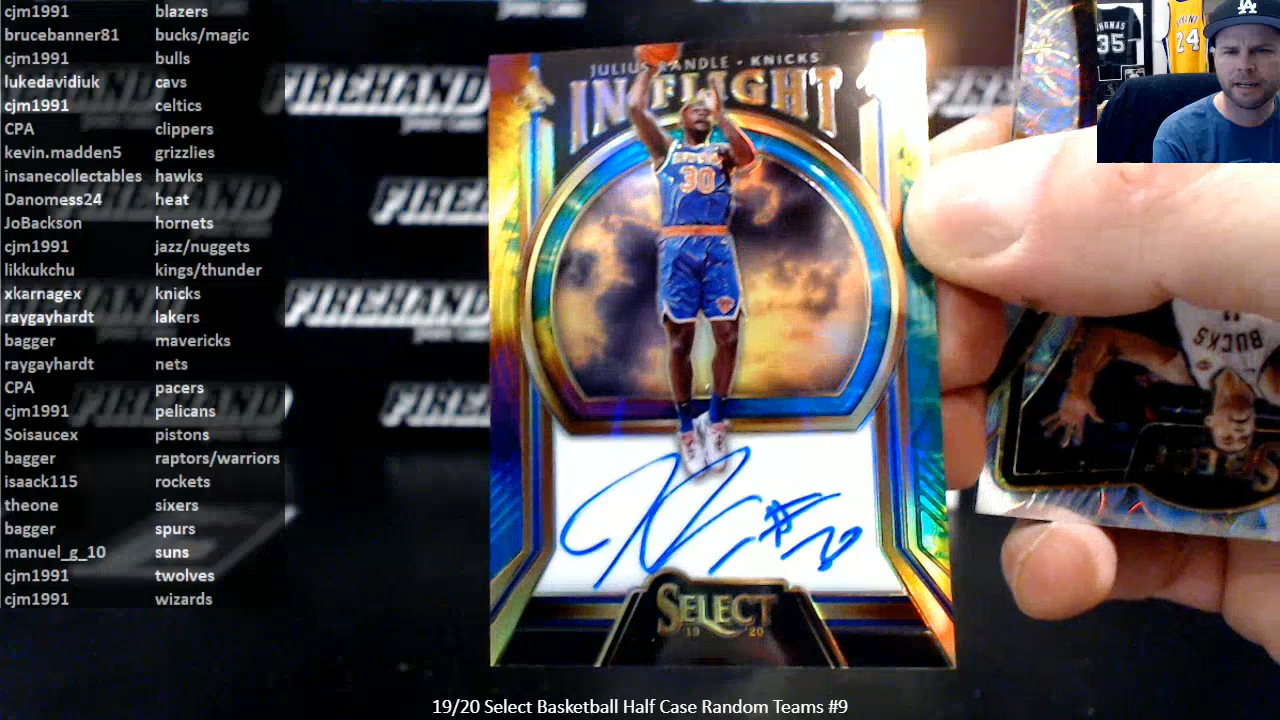 cjm1991 blazers
brucebanner81 bucks/magic
cjm1991 bulls
lukedavidiuk cavs
cjm1991 celtics
CPA clippers
kevin.madden5 grizzlies
insanecollectables hawks
Danomess24 heat
JoBackson hornets
cjm1991 jazz/nuggets
likkukchu kings/thunder
xkarnagex knicks
raygayhardt lakers
bagger mavericks
raygayhardt nets
CPA pacers
cjm1991 pelicans
Soisaucex pistons
bagger raptors/warriors
isaack115 rockets
theone sixers
bagger spurs
manuel_g_10 suns
cjm1991 twolves
cjm1991 wizards
FIREHAND
FIREHAND
FIREHAND
JULIUS RANDLE • KNICKS
IN FLIGHT
30
SELECT
19 20
35
24
LA
BUCKS
19/20 Select Basketball Half Case Random Teams #9